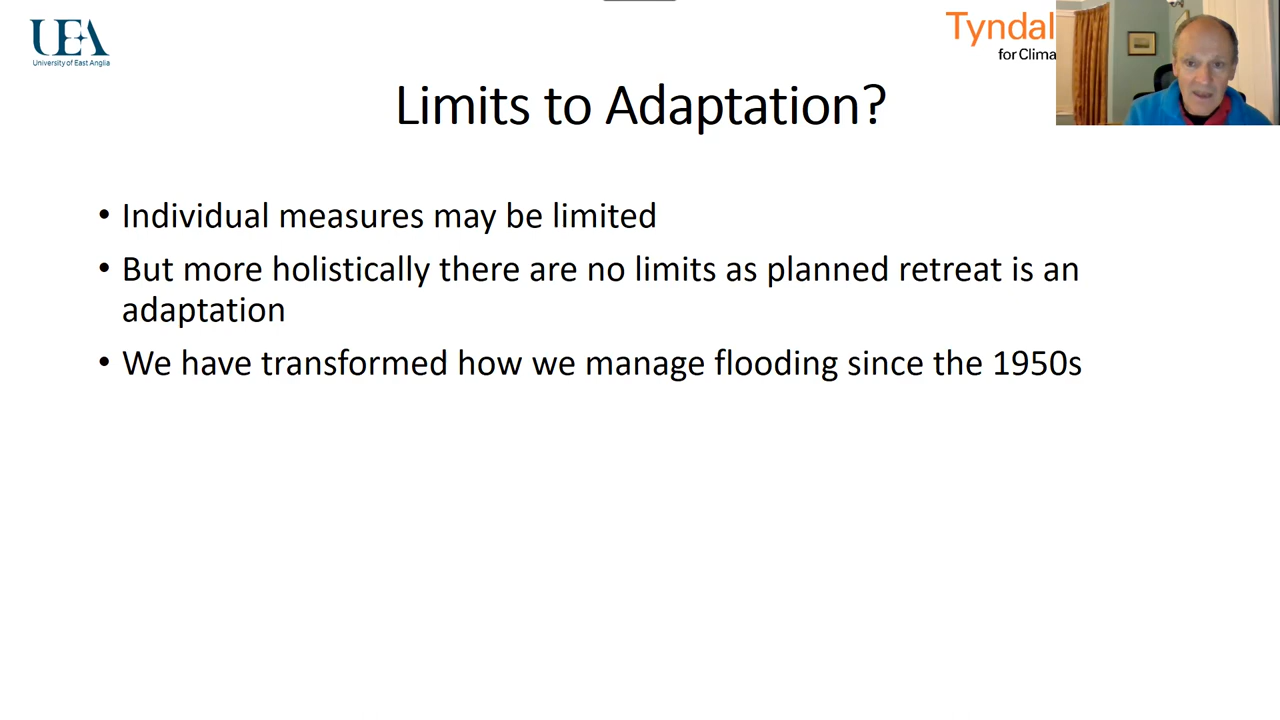 UEA
University of East Anglia
Tyndal
for Clima
Limits to Adaptation?
• Individual measures may be limited
• But more holistically there are no limits as planned retreat is an
adaptation
• We have transformed how we manage flooding since the 1950s